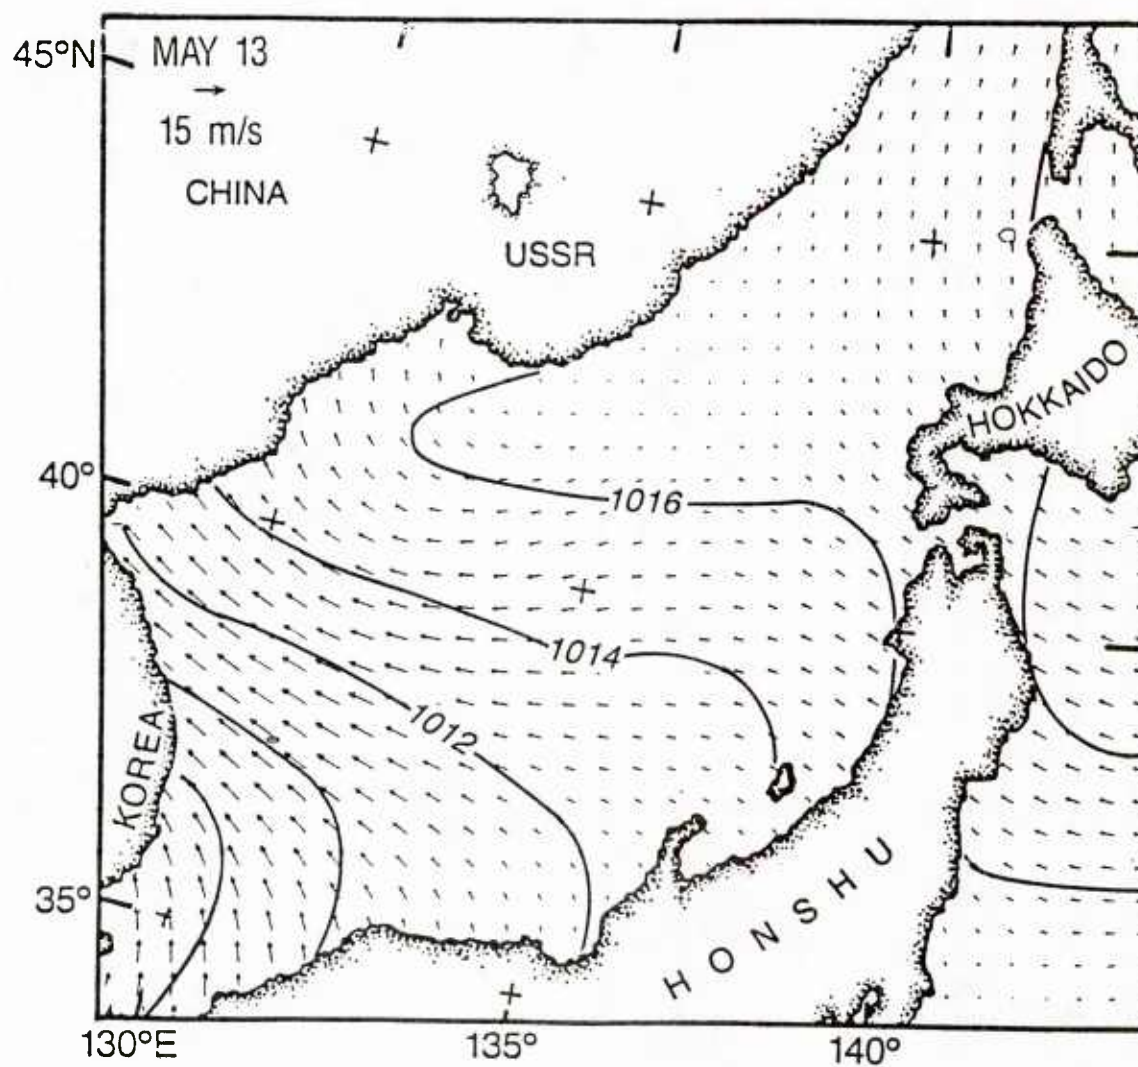 45°N
MAY 13
15 m/s
CHINA
USSR
HOKKAIDO
40°
1016
1014
1012
KOREA
35°
HONSHU
130°E
135°
140°